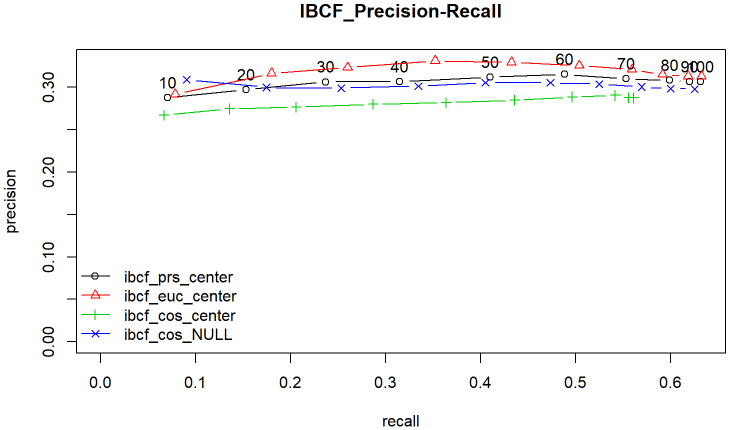 IBCF_Precision-Recall
precision
0.30
0.20
0.10
0.00
10
20
30
40
50
60
70
80
90
100
ibcf_prs_center
ibcf_euc_center
ibcf_cos_center
ibcf_cos_NULL
0.0 0.1 0.2 0.3 0.4 0.5 0.6
recall